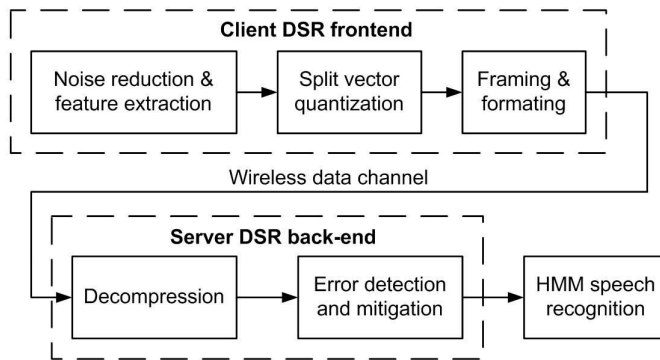 Client DSR frontend
Noise reduction &
feature extraction
Split vector
quantization
Framing &
formating
Wireless data channel
Server DSR back-end
Decompression
Error detection
and mitigation
HMM speech
recognition